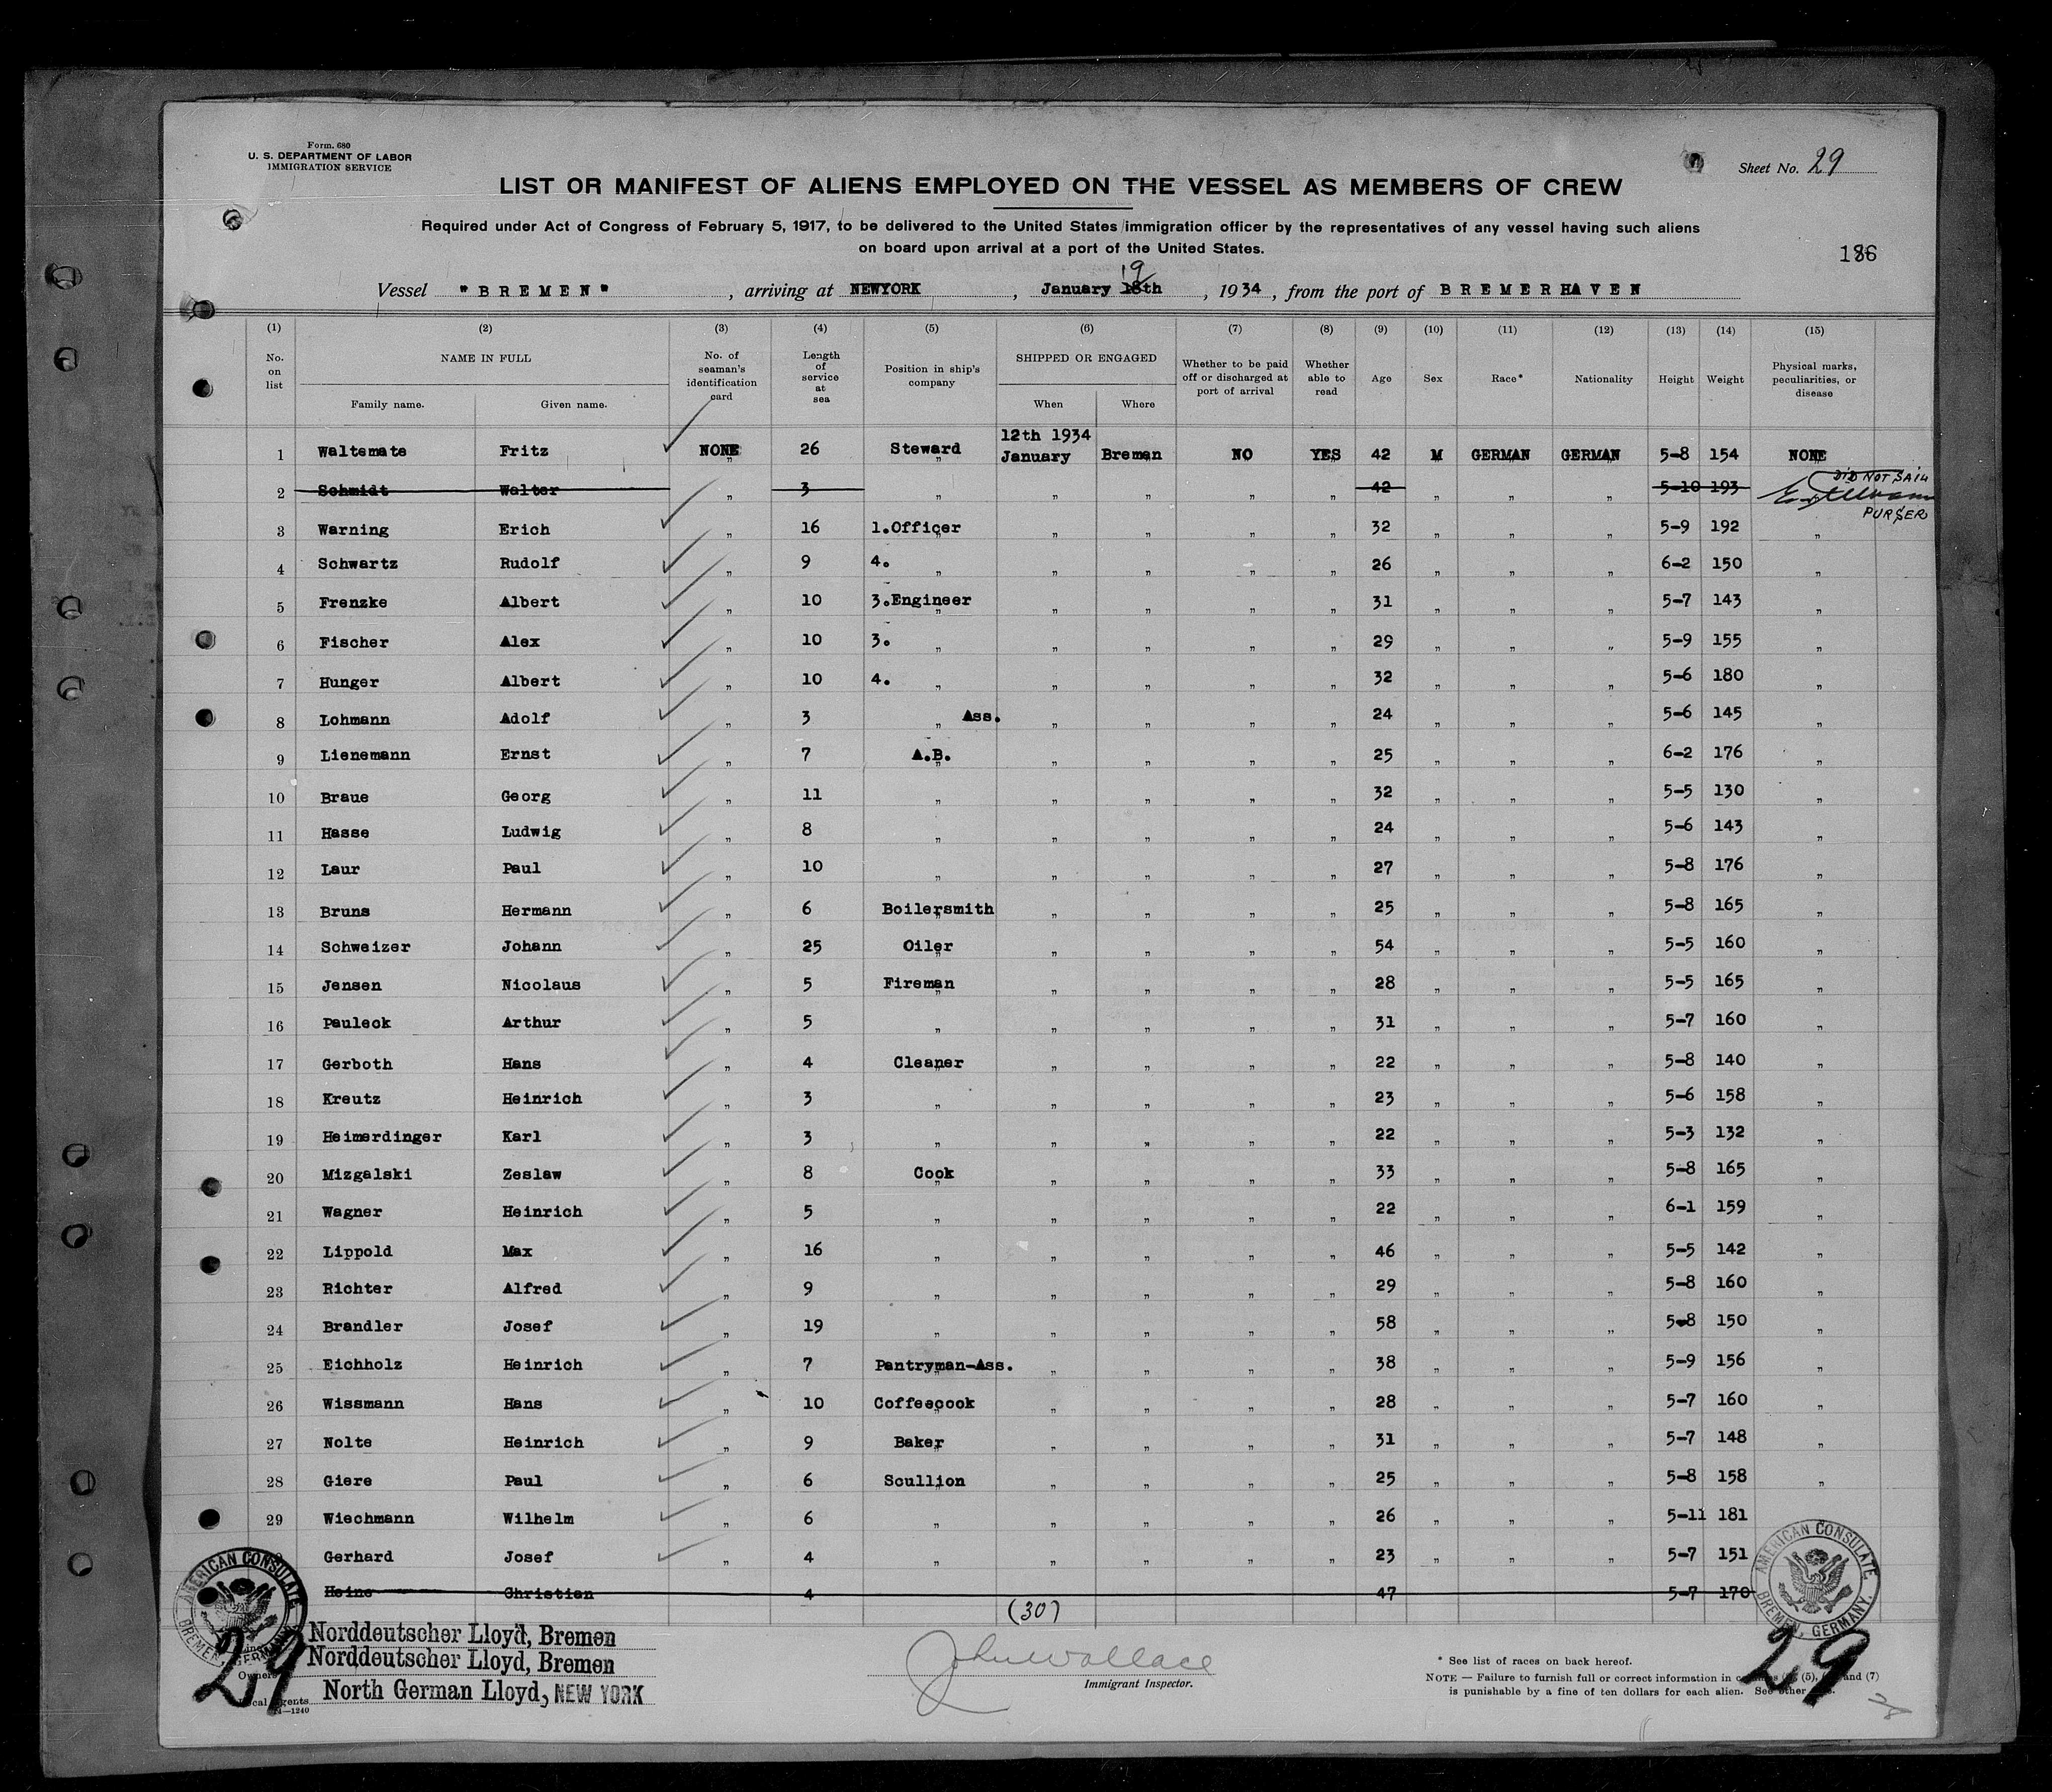 Form. 680
U. S. DEPARTMENT OF LABOR
IMMIGRATION SERVICE
Sheet No. 29
LIST OR MANIFEST OF ALIENS EMPLOYED ON THE VESSEL AS MEMBERS OF CREW
Required under Act of Congress of February 5, 1917, to be delivered to the United States immigration officer by the representatives of any vessel having such aliens
on board upon arrival at a port of the United States.
186
19
Vessel "BREMEN", arriving at NEWYORK, January 18th, 1934, from the port of BREMERHAVEN
(1) (2) (3) (4) (5) (6) (7) (8) (9) (10) (11) (12) (13) (14) (15)
No. on list NAME IN FULL Family name. Given name. No. of seaman's identification card Length of service at sea Position in ship's company SHIPPED OR ENGAGED When Where Whether to be paid off or discharged at port of arrival Whether able to read Age Sex Race* Nationality Height Weight Physical marks, peculiarities, or disease
12th 1934
1 Waltemate Fritz NONE 26 Steward January Bremen NO YES 42 M GERMAN GERMAN 5-8 154 NONE
2 Schmidt Walter " 3 " " " " " 42 " " " 5-10 193 DID NOT SAIL
PURSER
3 Warning Erich " 16 1.Officer " " " " 32 " " " 5-9 192 "
4 Schwartz Rudolf " 9 4. " " " " " 26 " " " 6-2 150 "
5 Frenzke Albert " 10 3.Engineer " " " " 31 " " " 5-7 143 "
6 Fischer Alex " 10 3. " " " " " 29 " " " 5-9 155 "
7 Hunger Albert " 10 4. " " " " " 32 " " " 5-6 180 "
8 Lohmann Adolf " 3 " Ass. " " " " 24 " " " 5-6 145 "
9 Lienemann Ernst " 7 A.B. " " " " 25 " " " 6-2 176 "
10 Braue Georg " 11 " " " " " 32 " " " 5-5 130 "
11 Hasse Ludwig " 8 " " " " " 24 " " " 5-6 143 "
12 Laur Paul " 10 " " " " " 27 " " " 5-8 176 "
13 Bruns Hermann " 6 Boilersmith " " " " 25 " " " 5-8 165 "
14 Schweizer Johann " 25 Oiler " " " " 54 " " " 5-5 160 "
15 Jensen Nicolaus " 5 Fireman " " " " 28 " " " 5-5 165 "
16 Pauleck Arthur " 5 " " " " " 31 " " " 5-7 160 "
17 Gerboth Hans " 4 Cleaner " " " " 22 " " " 5-8 140 "
18 Kreutz Heinrich " 3 " " " " " 23 " " " 5-6 158 "
19 Heimerdinger Karl " 3 " " " " " 22 " " " 5-3 132 "
20 Mizgalski Zeslaw " 8 Cook " " " " 33 " " " 5-8 165 "
21 Wagner Heinrich " 5 " " " " " 22 " " " 6-1 159 "
22 Lippold Max " 16 " " " " " 46 " " " 5-5 142 "
23 Richter Alfred " 9 " " " " " 29 " " " 5-8 160 "
24 Brandler Josef " 19 " " " " " 58 " " " 5-8 150 "
25 Eichholz Heinrich " 7 Pantryman-Ass. " " " " 38 " " " 5-9 156 "
26 Wissmann Hans " 10 Coffeecook " " " " 28 " " " 5-7 160 "
27 Nolte Heinrich " 9 Baker " " " " 31 " " " 5-7 148 "
28 Giere Paul " 6 Scullion " " " " 25 " " " 5-8 158 "
29 Wiechmann Wilhelm " 6 " " " " " 26 " " " 5-11 181
Gerhard Josef " 4 " " " " " 23 " " " 5-7 151
Heine Christian 4 47 5-7 170
(30)
AMERICAN CONSULATE BREMEN, GERMANY.
AMERICAN CONSULATE BREMEN, GERMANY.
Norddeutscher Lloyd, Bremen
Owners Norddeutscher Lloyd, Bremen
Local Agents North German Lloyd, NEW YORK
29
John Wallace
Immigrant Inspector.
* See list of races on back hereof.
NOTE — Failure to furnish full or correct information in (5), and (7)
is punishable by a fine of ten dollars for each alien. See other
29